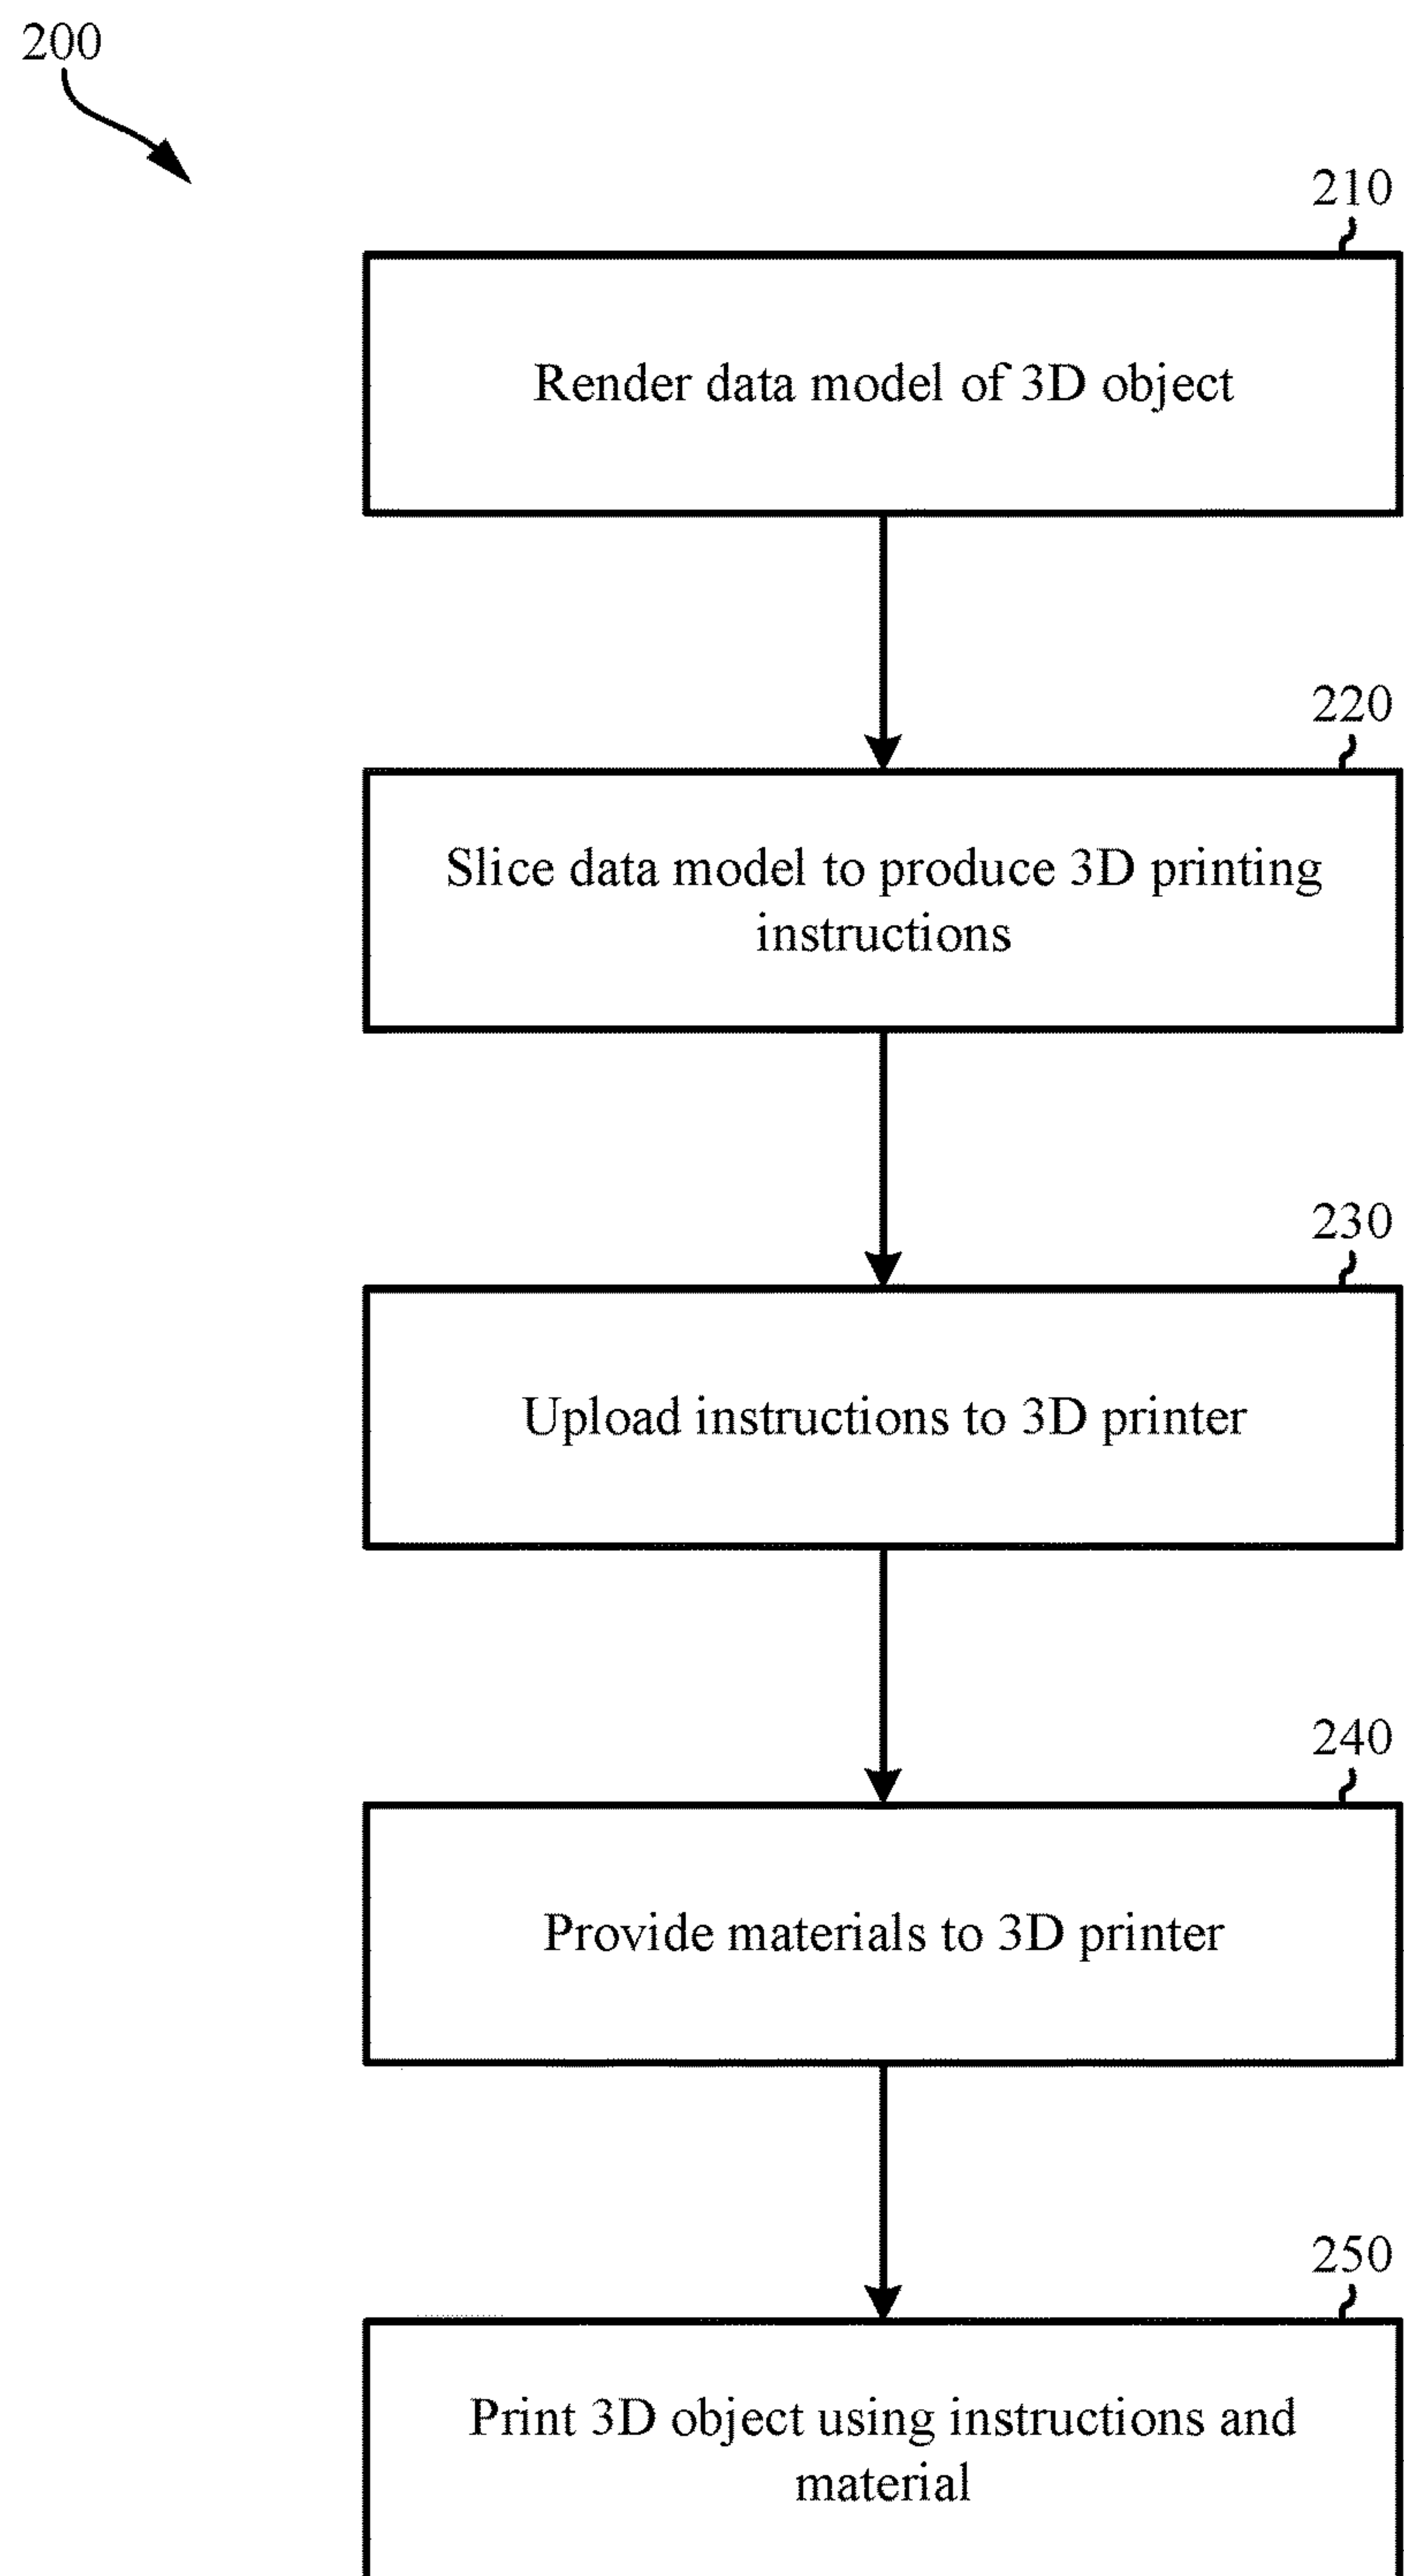 200
210
Render data model of 3D object
220
Slice data model to produce 3D printing
instructions
230
Upload instructions to 3D printer
240
Provide materials to 3D printer
250
Print 3D object using instructions and
material